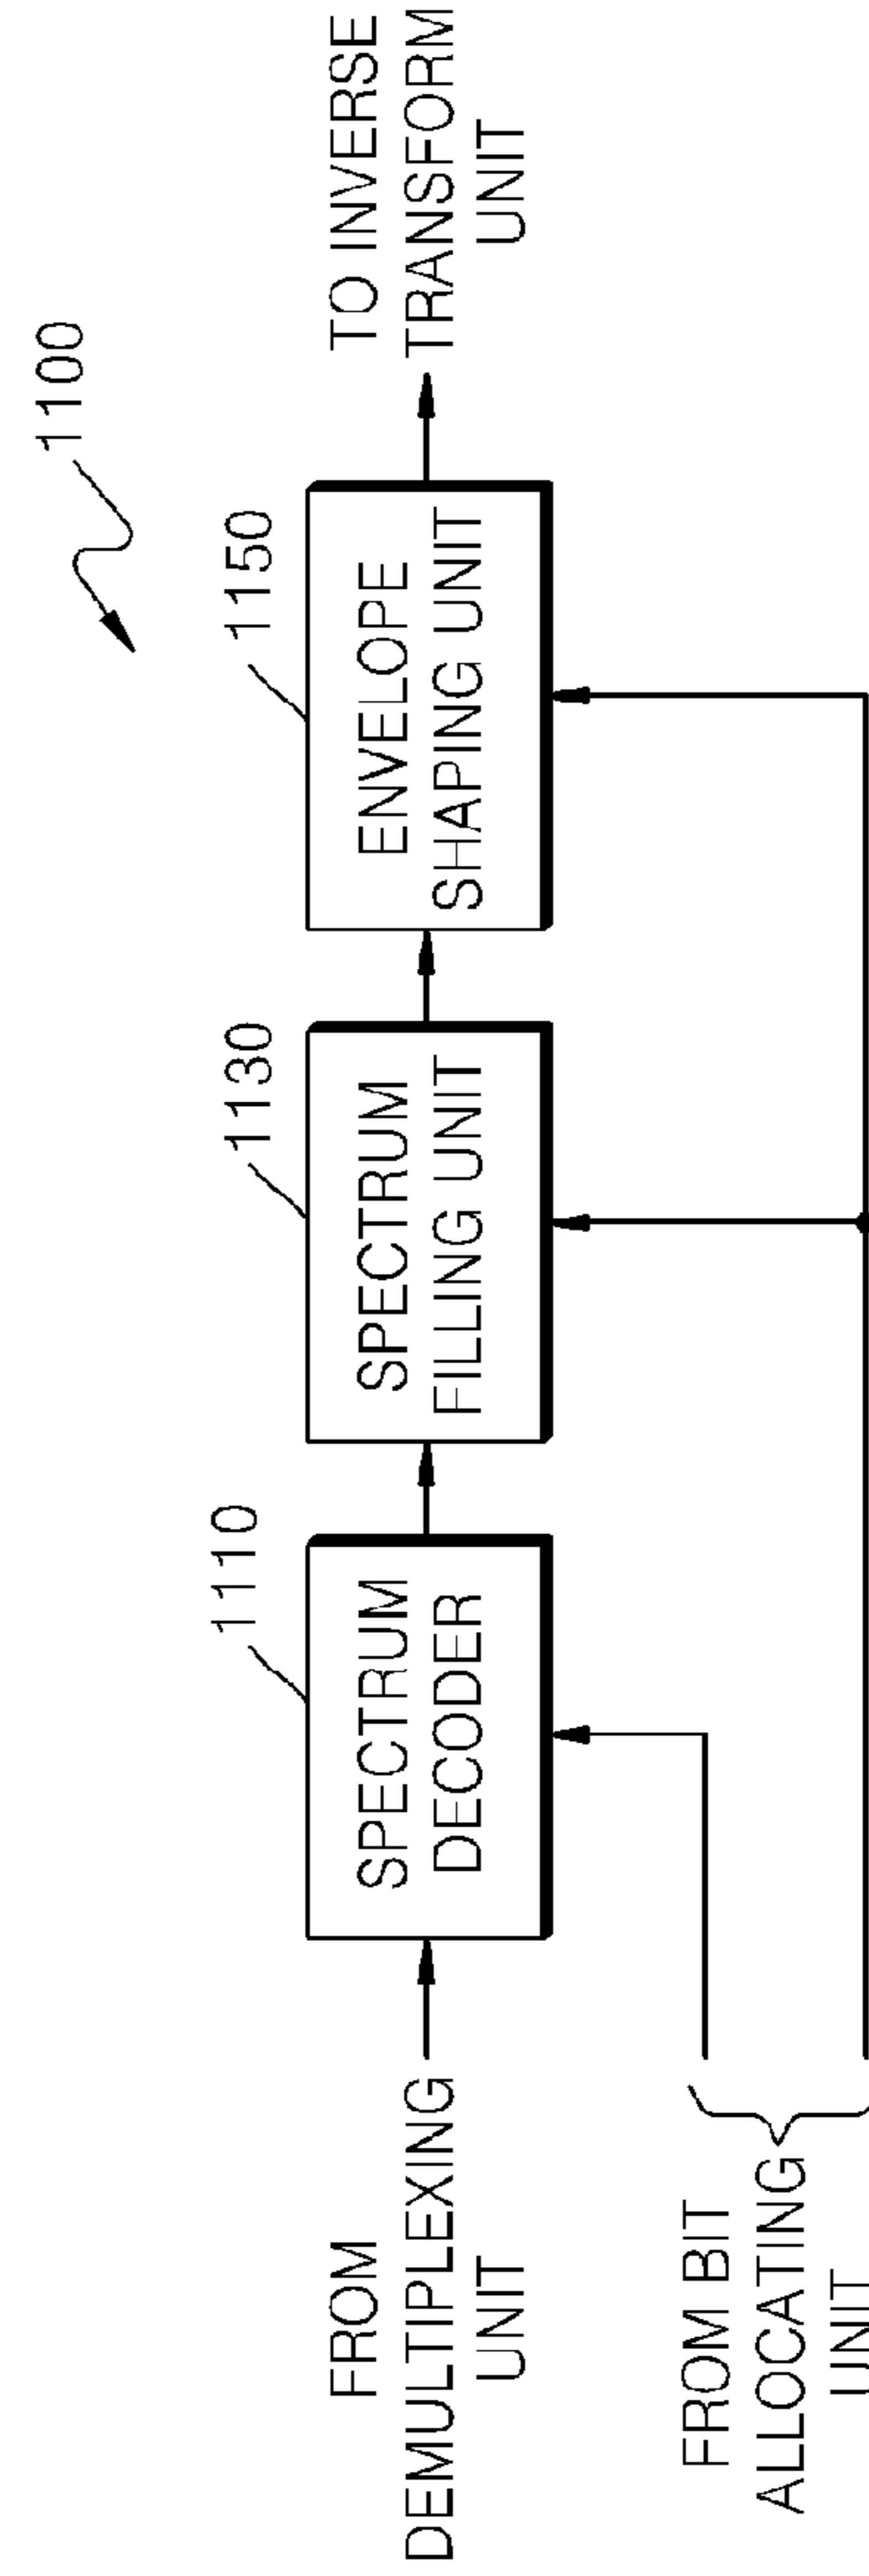 1100
1110
1130
1150
FROM
DEMULTIPLEXING
UNIT
SPECTRUM
DECODER
SPECTRUM
FILLING UNIT
ENVELOPE
SHAPING UNIT
TO INVERSE
TRANSFORM
UNIT
FROM BIT
ALLOCATING
UNIT